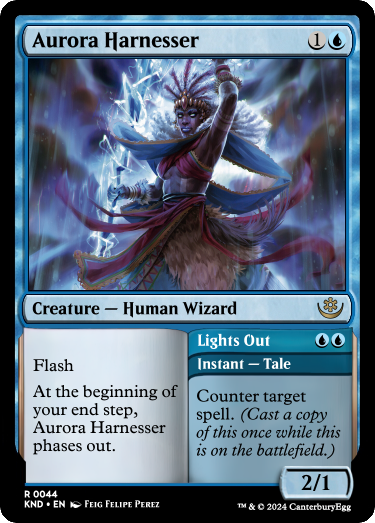 Aurora Harnesser 1
Creature — Human Wizard
Flash
At the beginning of
your end step,
Aurora Harnesser
phases out.
Lights Out
Instant — Tale
Counter target
spell. (Cast a copy
of this once while this
is on the battlefield.)
2/1
R 0044
KND • EN Feig Felipe Perez
™ & © 2024 CanterburyEgg